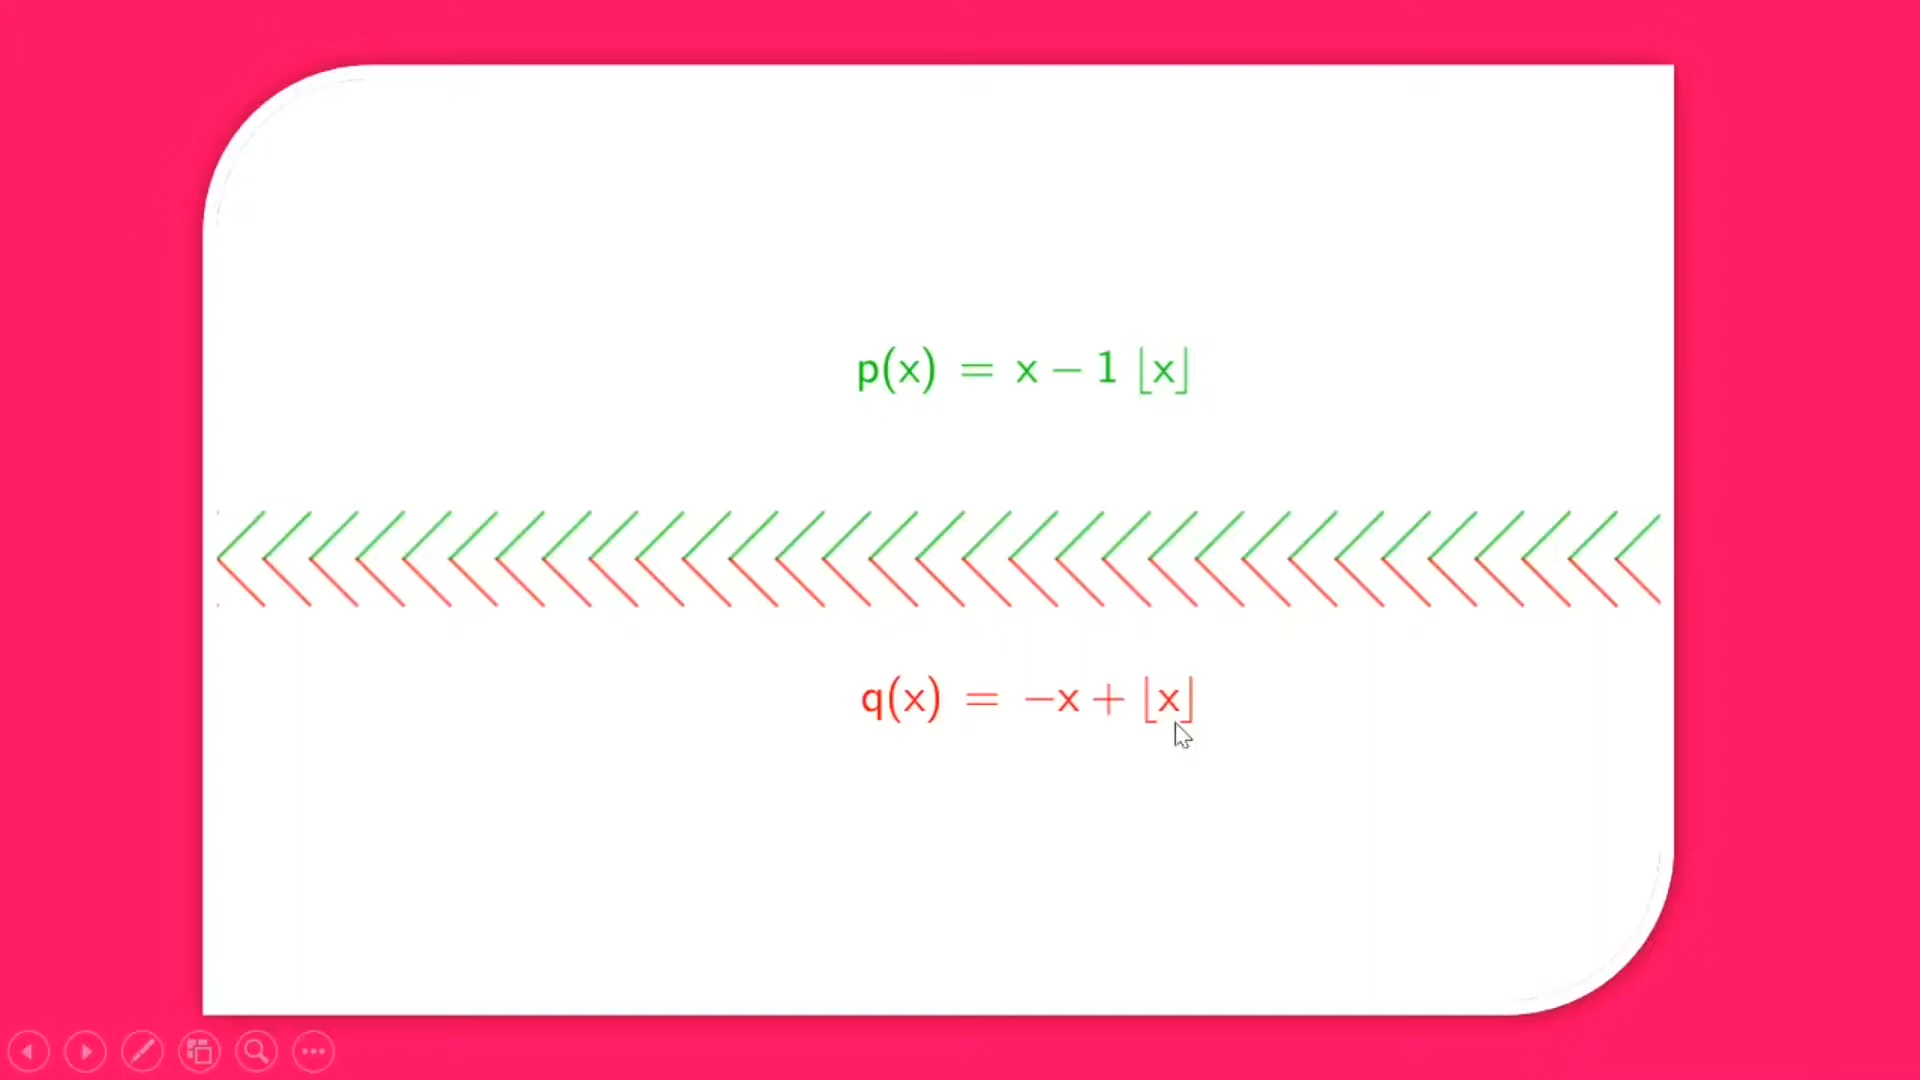 p(x) = x − 1 ⌊x⌋
q(x) = −x + ⌊x⌋